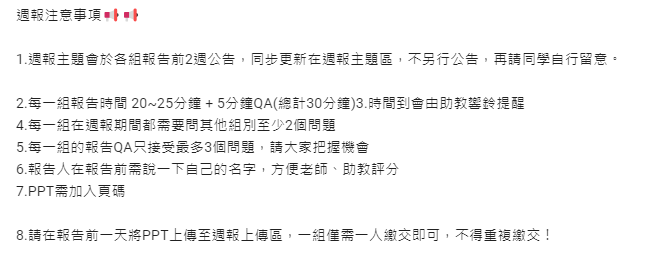 週報注意事項📢📢
1.週報主題會於各組報告前2週公告，同步更新在週報主題區，不另行公告，再請同學自行留意。
2.每一組報告時間 20~25分鐘 + 5分鐘QA(總計30分鐘)3.時間到會由助教響鈴提醒
4.每一組在週報期間都需要問其他組別至少2個問題
5.每一組的報告QA只接受最多3個問題，請大家把握機會
6.報告人在報告前需說一下自己的名字，方便老師、助教評分
7.PPT需加入頁碼
8.請在報告前一天將PPT上傳至週報上傳區，一組僅需一人繳交即可，不得重複繳交！